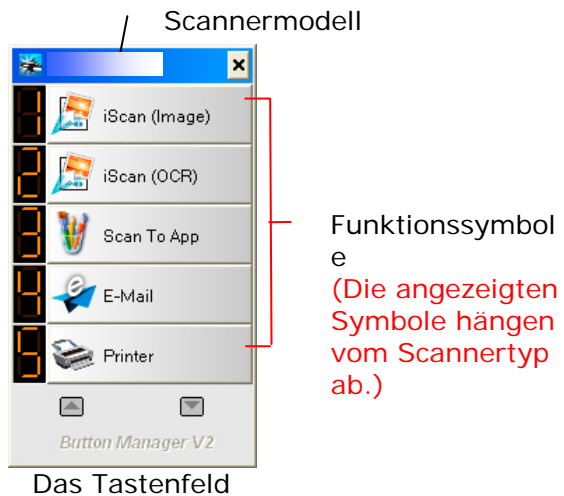 Scannermodell
1 iScan (Image)
2 iScan (OCR)
3 Scan To App
4 E-Mail
5 Printer
Button Manager V2
Funktionssymbol
e
(Die angezeigten
Symbole hängen
vom Scannertyp
ab.)
Das Tastenfeld